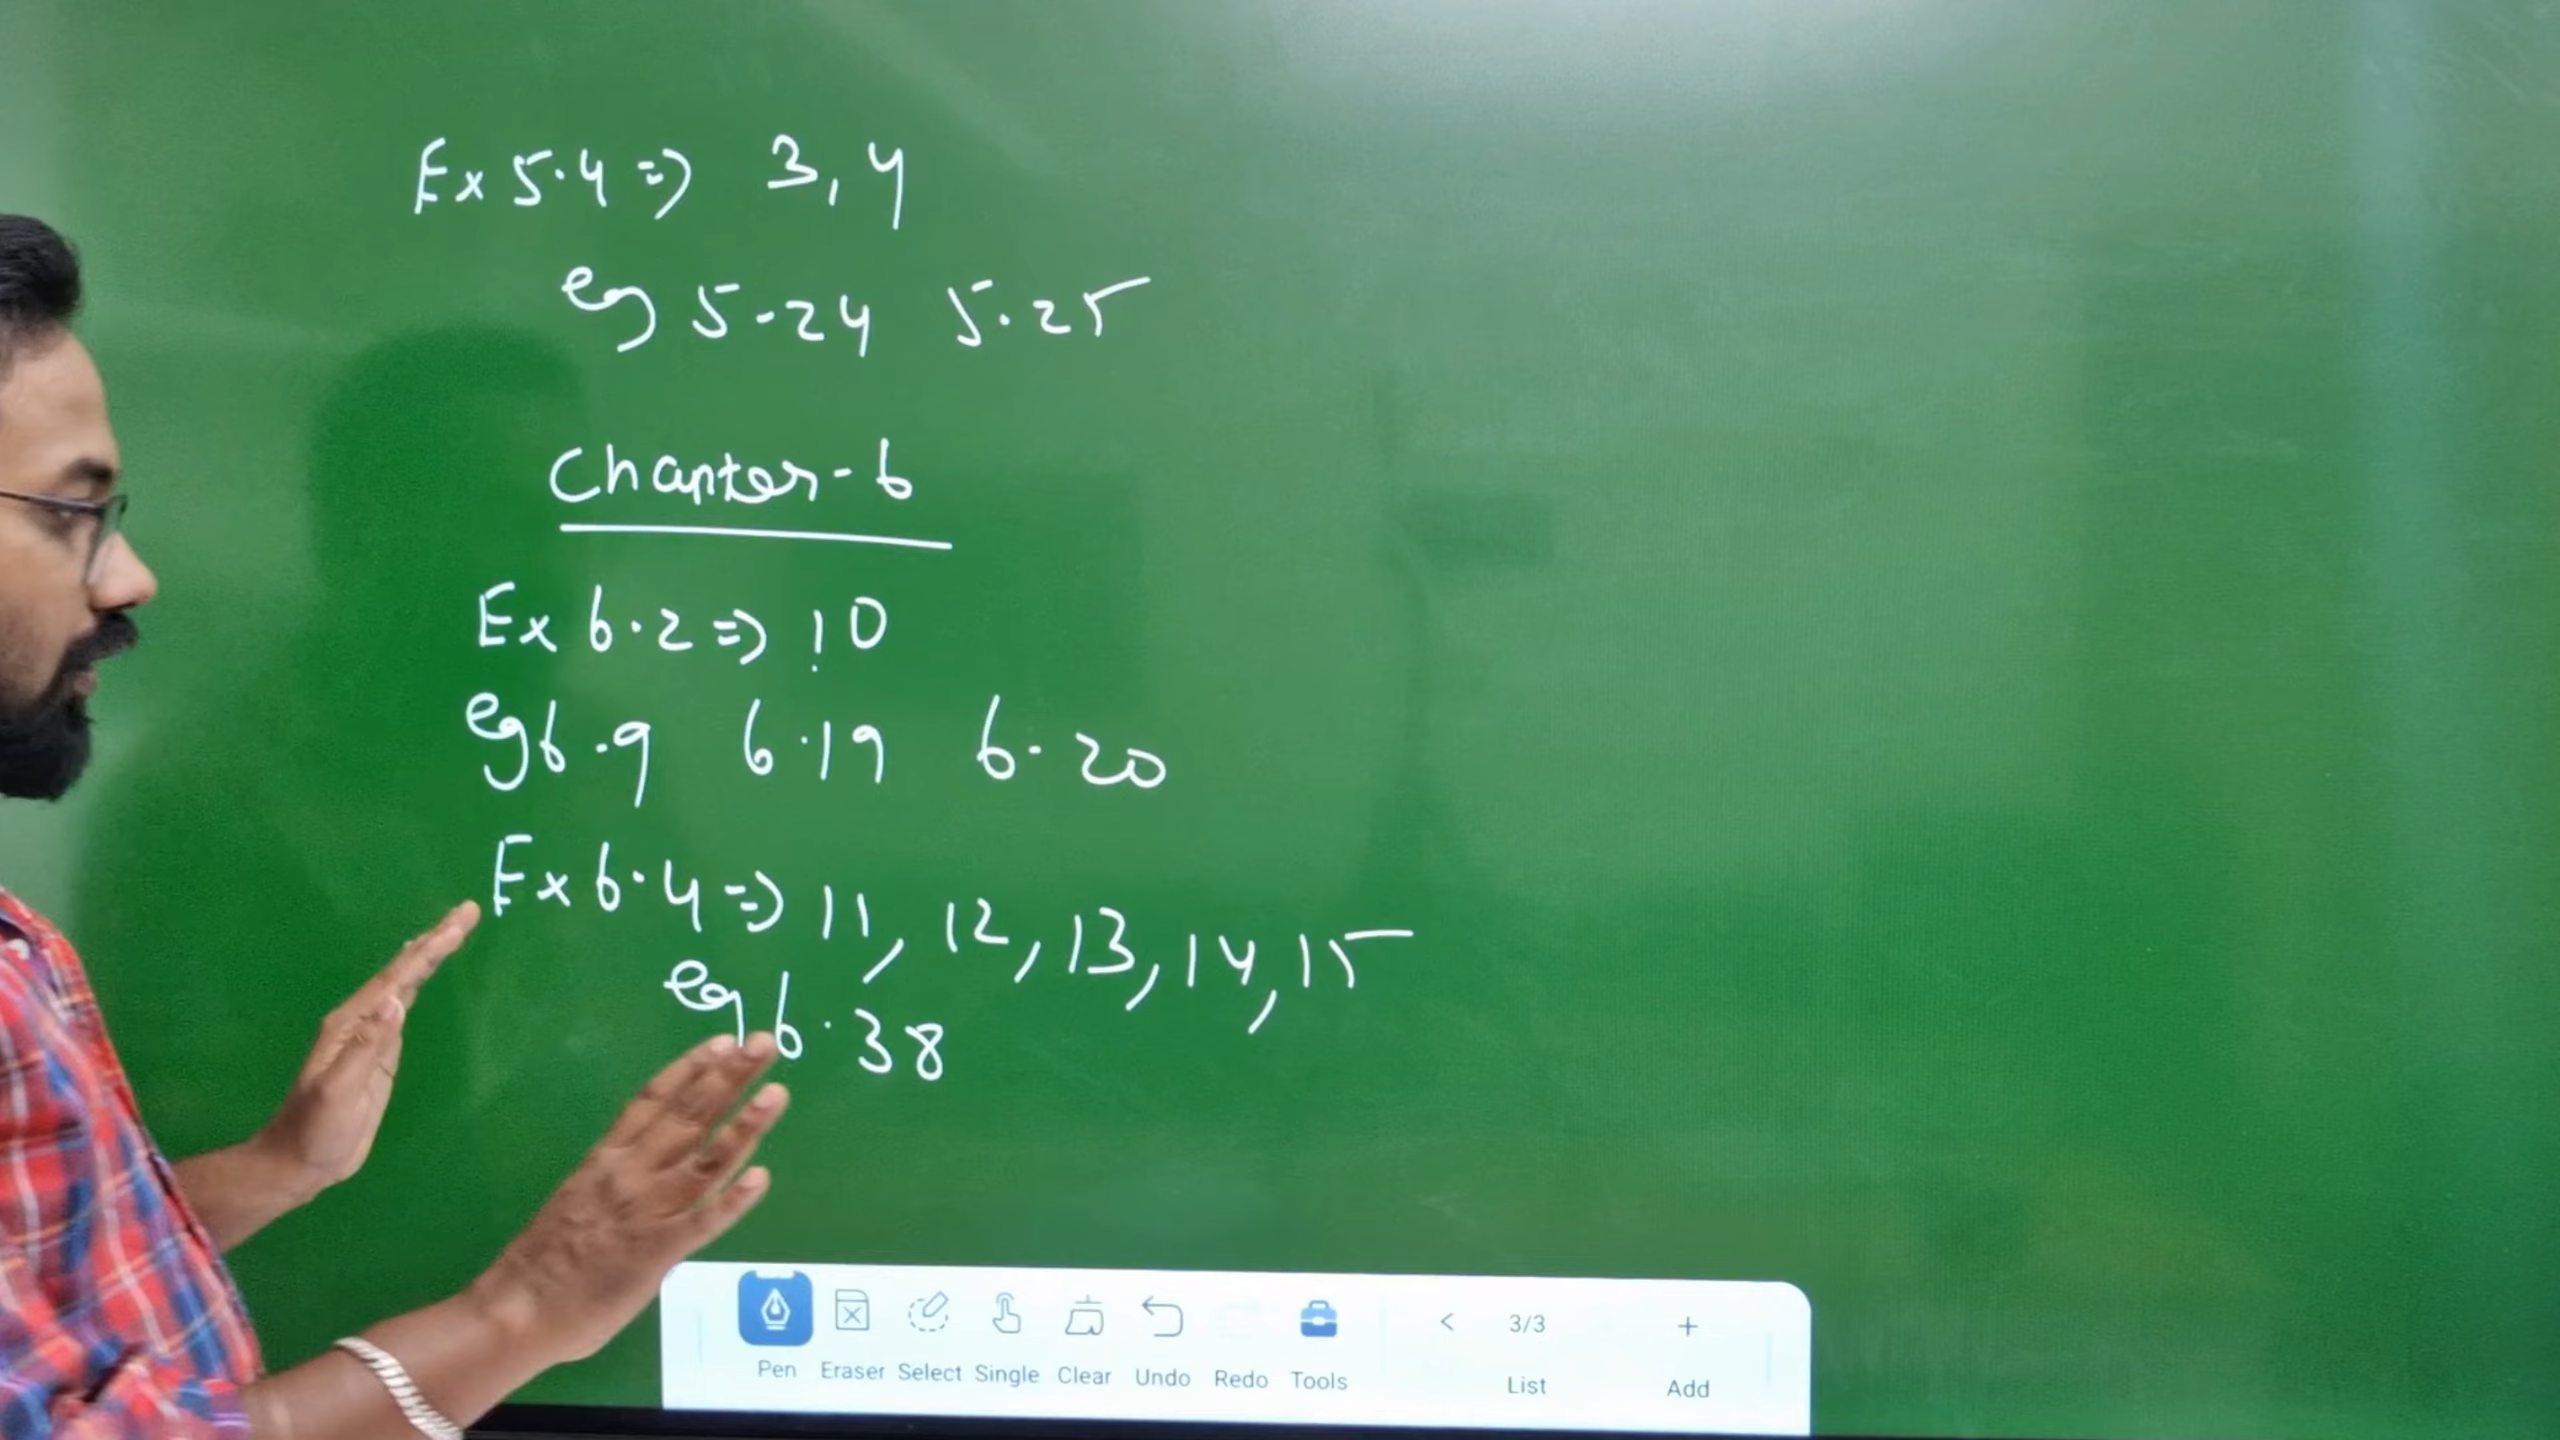 Ex 5.4 => 3, 4
eg 5.24 5.25
Chapter-6
Ex 6.2 => 10
eg 6.9 6.19 6.20
Ex 6.4 => 11, 12, 13, 14, 15
eg 6.38
Pen Eraser Select Single Clear Undo Redo Tools < 3/3 List + Add